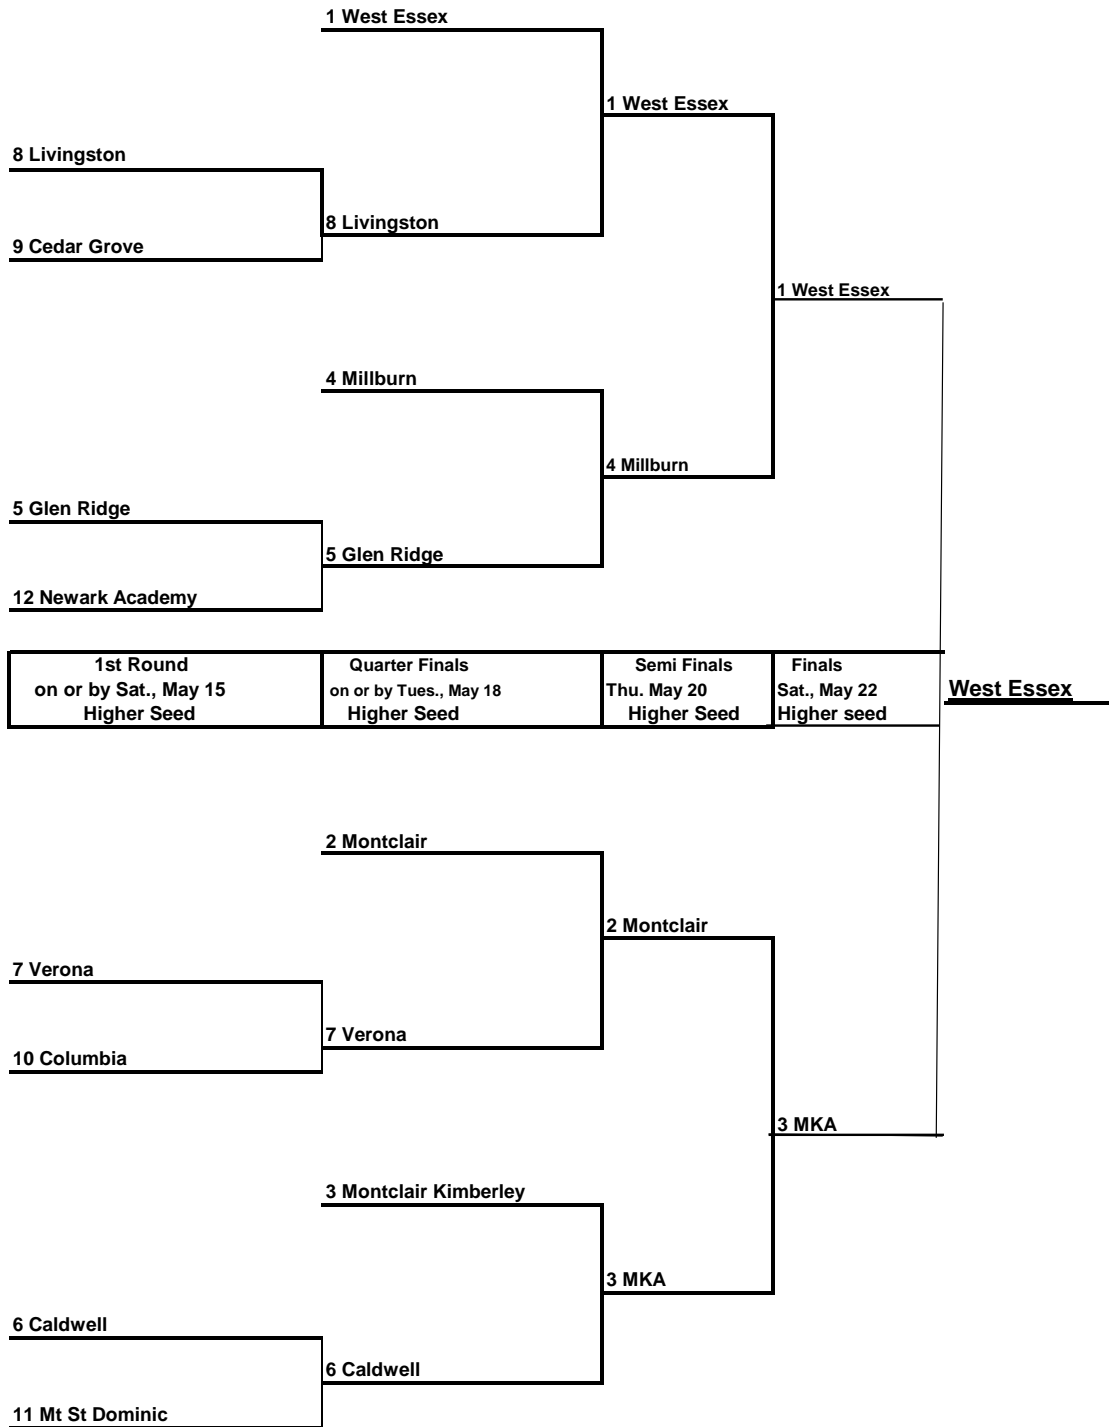 1 West Essex
1 West Essex
8 Livingston
8 Livingston
9 Cedar Grove
1 West Essex
4 Millburn
4 Millburn
5 Glen Ridge
5 Glen Ridge
12 Newark Academy
1st Round
on or by Sat., May 15
Higher Seed
Quarter Finals
on or by Tues., May 18
Higher Seed
Semi Finals
Thu. May 20
Higher Seed
Finals
Sat., May 22
Higher seed
West Essex
2 Montclair
2 Montclair
7 Verona
7 Verona
10 Columbia
3 MKA
3 Montclair Kimberley
3 MKA
6 Caldwell
6 Caldwell
11 Mt St Dominic